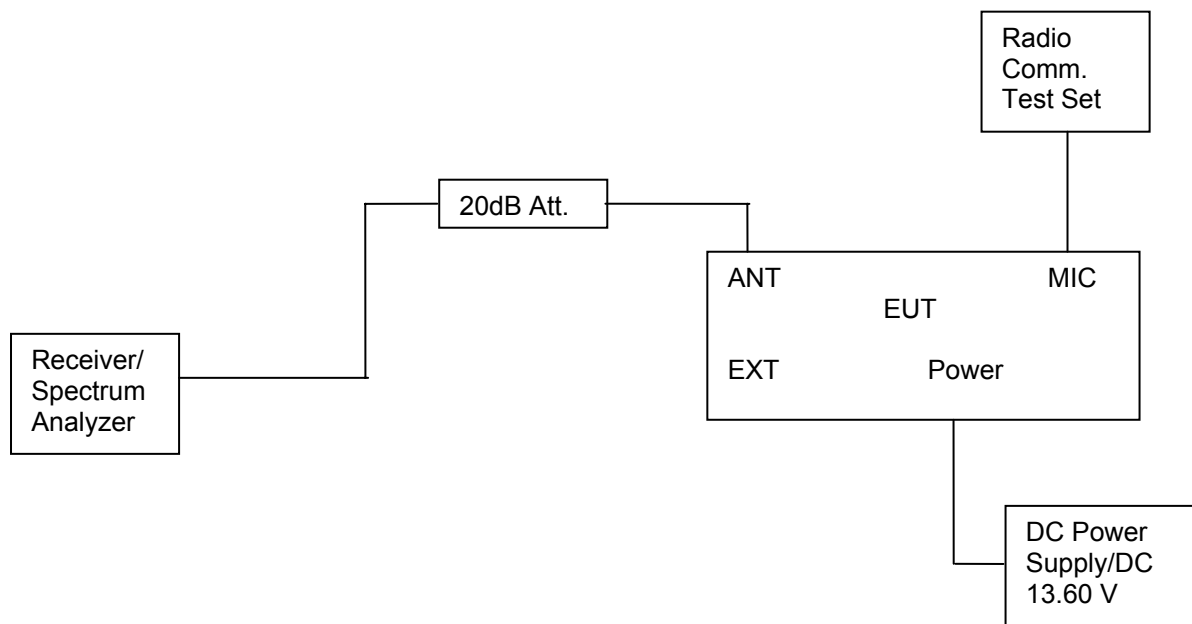 Radio
Comm.
Test Set
20dB Att.
ANT
MIC
EUT
EXT
Power
Receiver/
Spectrum
Analyzer
DC Power
Supply/DC
13.60 V